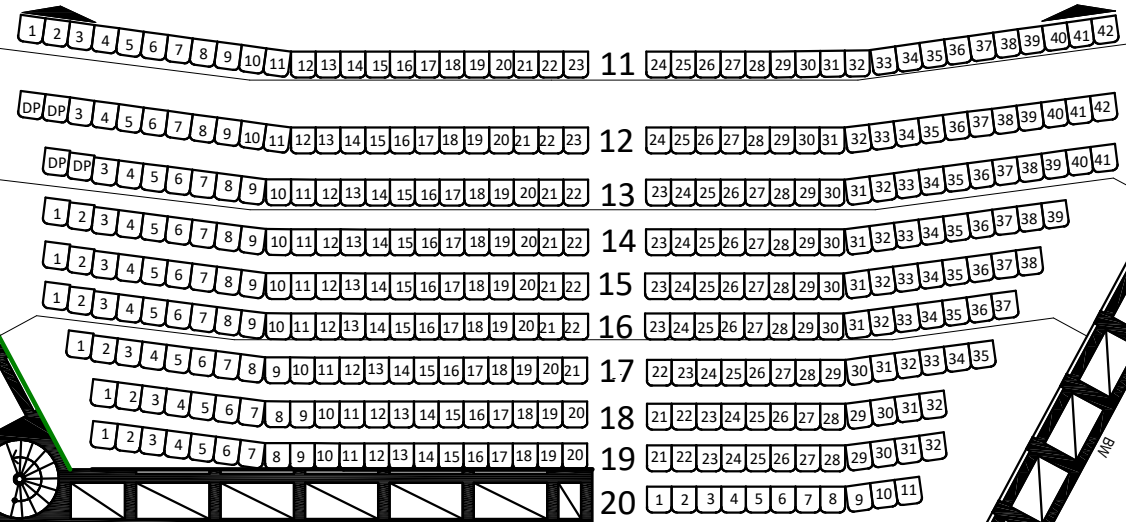 1 2 3 4 5 6 7 8 9 10 11 12 13 14 15 16 17 18 19 20 21 22 23 11 24 25 26 27 28 29 30 31 32 33 34 35 36 37 38 39 40 41 42
DP DP 3 4 5 6 7 8 9 10 11 12 13 14 15 16 17 18 19 20 21 22 23 12 24 25 26 27 28 29 30 31 32 33 34 35 36 37 38 39 40 41 42
DP DP 3 4 5 6 7 8 9 10 11 12 13 14 15 16 17 18 19 20 21 22 13 23 24 25 26 27 28 29 30 31 32 33 34 35 36 37 38 39 40 41
1 2 3 4 5 6 7 8 9 10 11 12 13 14 15 16 17 18 19 20 21 22 14 23 24 25 26 27 28 29 30 31 32 33 34 35 36 37 38 39
1 2 3 4 5 6 7 8 9 10 11 12 13 14 15 16 17 18 19 20 21 22 15 23 24 25 26 27 28 29 30 31 32 33 34 35 36 37 38
1 2 3 4 5 6 7 8 9 10 11 12 13 14 15 16 17 18 19 20 21 22 16 23 24 25 26 27 28 29 30 31 32 33 34 35 36 37
1 2 3 4 5 6 7 8 9 10 11 12 13 14 15 16 17 18 19 20 21 17 22 23 24 25 26 27 28 29 30 31 32 33 34 35
1 2 3 4 5 6 7 8 9 10 11 12 13 14 15 16 17 18 19 20 18 21 22 23 24 25 26 27 28 29 30 31 32
1 2 3 4 5 6 7 8 9 10 11 12 13 14 15 16 17 18 19 20 19 21 22 23 24 25 26 27 28 29 30 31 32
20 1 2 3 4 5 6 7 8 9 10 11
BW